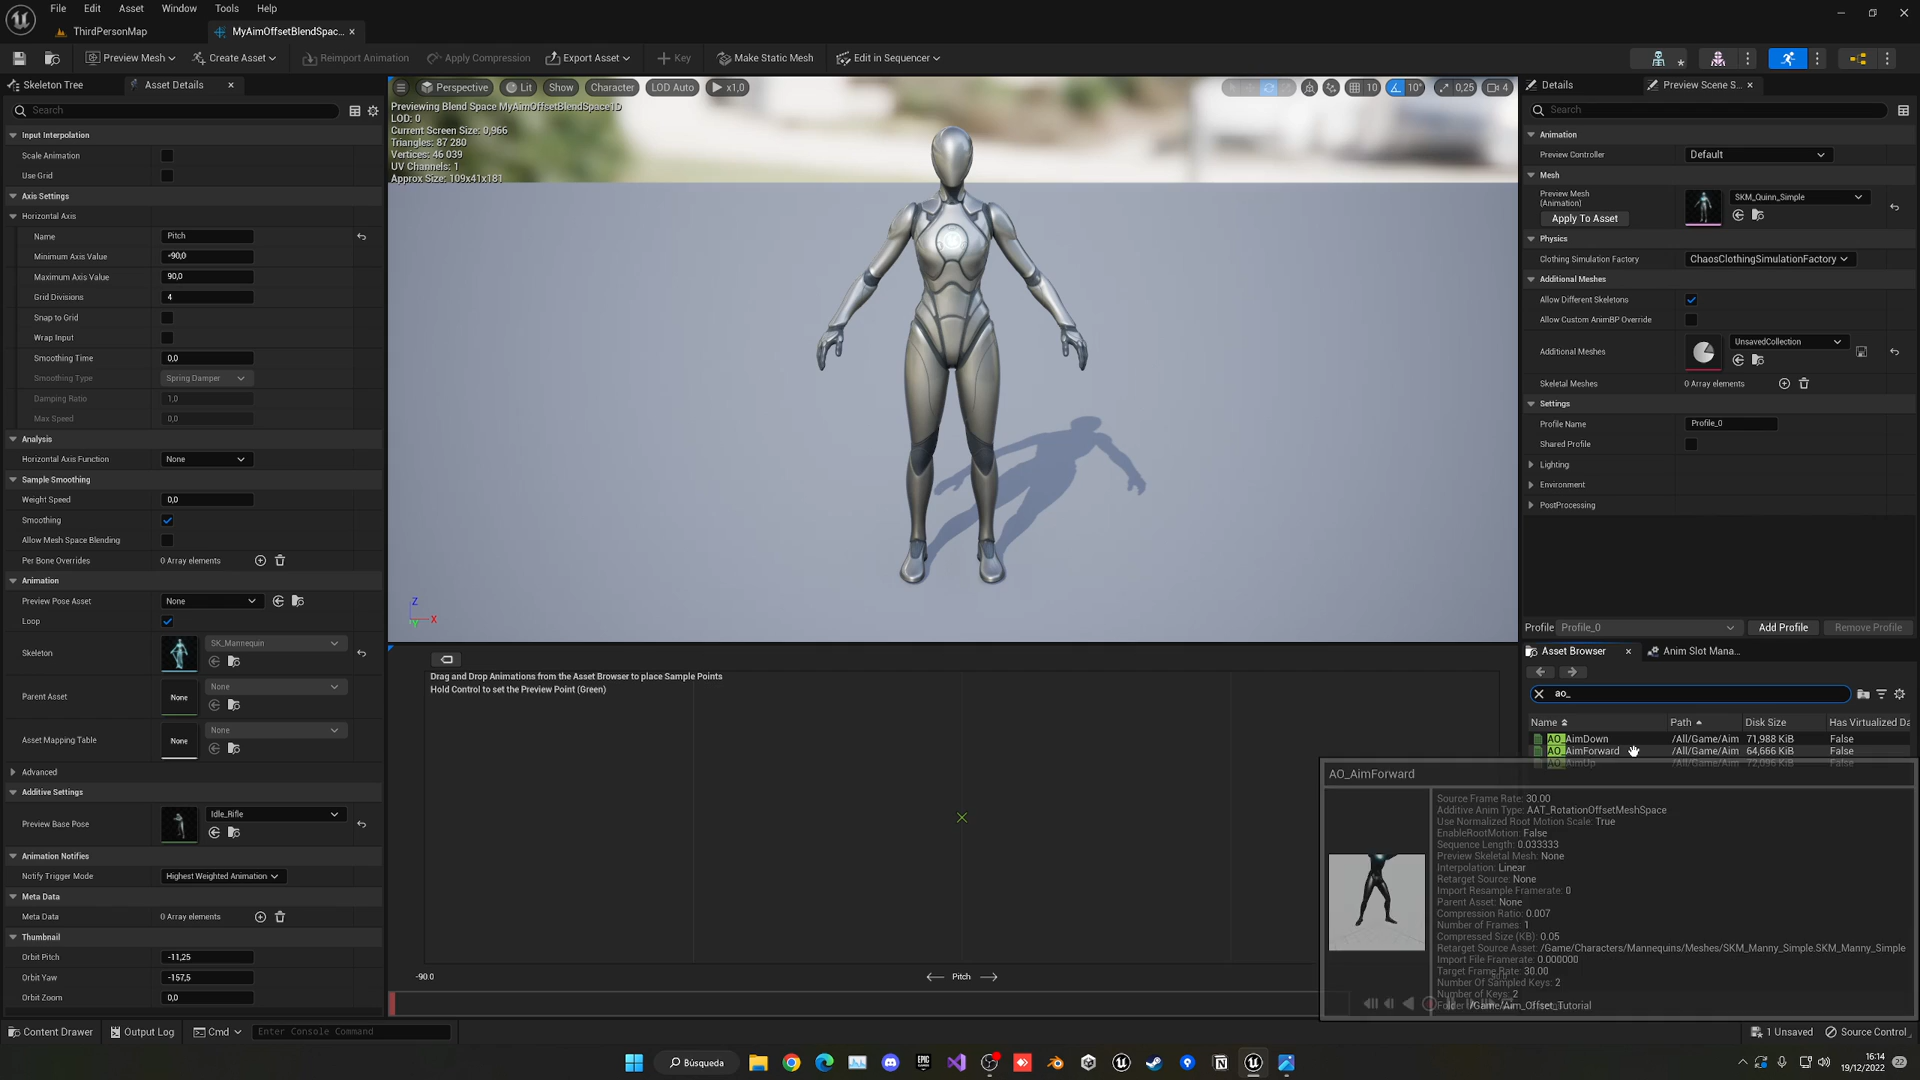 File Edit Asset Window Tools Help
ThirdPersonMap MyAimOffsetBlendSpac...
Preview Mesh Create Asset Reimport Animation Apply Compression Export Asset Key Make Static Mesh Edit in Sequencer
Skeleton Tree Asset Details
Search
Input Interpolation
Scale Animation
Use Grid
Axis Settings
Horizontal Axis
Name Pitch
Minimum Axis Value -90,0
Maximum Axis Value 90,0
Grid Divisions 4
Snap to Grid
Wrap Input
Smoothing Time 0,0
Smoothing Type Spring Damper
Damping Ratio 1,0
Max Speed 0,0
Analysis
Horizontal Axis Function None
Sample Smoothing
Weight Speed 0,0
Smoothing
Allow Mesh Space Blending
Per Bone Overrides 0 Array elements
Animation
Preview Pose Asset None
Loop
Skeleton SK_Mannequin
Parent Asset None None
Asset Mapping Table None None
Advanced
Additive Settings
Preview Base Pose Idle_Rifle
Animation Notifies
Notify Trigger Mode Highest Weighted Animation
Meta Data
Meta Data 0 Array elements
Thumbnail
Orbit Pitch -11,25
Orbit Yaw -157,5
Orbit Zoom 0,0
Perspective Lit Show Character LOD Auto x1,0 10 10° 0,25 4
Previewing Blend Space MyAimOffsetBlendSpace1D
LOD: 0
Current Screen Size: 0,966
Triangles: 87 280
Vertices: 46 039
UV Channels: 1
Approx Size: 109x41x181
Z
X
Y
Drag and Drop Animations from the Asset Browser to place Sample Points
Hold Control to set the Preview Point (Green)
-90.0 Pitch
Details Preview Scene S...
Search
Animation
Preview Controller Default
Mesh
Preview Mesh
(Animation)
SKM_Quinn_Simple
Apply To Asset
Physics
Clothing Simulation Factory ChaosClothingSimulationFactory
Additional Meshes
Allow Different Skeletons
Allow Custom AnimBP Override
Additional Meshes UnsavedCollection
Skeletal Meshes 0 Array elements
Settings
Profile Name Profile_0
Shared Profile
Lighting
Environment
PostProcessing
Profile Profile_0 Add Profile Remove Profile
Asset Browser Anim Slot Mana...
ao_
Name Path Disk Size Has Virtualized Da
AO_AimDown /All/Game/Aim 71,988 KiB False
AO_AimForward /All/Game/Aim 64,666 KiB False
AO_AimUp /All/Game/Aim 72,096 KiB False
AO_AimForward
Source Frame Rate: 30.00
Additive Anim Type: AAT_RotationOffsetMeshSpace
Use Normalized Root Motion Scale: True
EnableRootMotion: False
Sequence Length: 0.033333
Preview Skeletal Mesh: None
Interpolation: Linear
Retarget Source: None
Import Resample Framerate: 0
Parent Asset: None
Compression Ratio: 0.007
Number of Frames: 1
Compressed Size (KB): 0.05
Retarget Source Asset: /Game/Characters/Mannequins/Meshes/SKM_Manny_Simple.SKM_Manny_Simple
Import File Framerate: 0.000000
Target Frame Rate: 30.00
Number Of Sampled Keys: 2
Number of Keys: 2
Folder: /Game/Aim_Offset_Tutorial
Content Drawer Output Log Cmd Enter Console Command 1 Unsaved Source Control
Búsqueda
16:14
19/12/2022